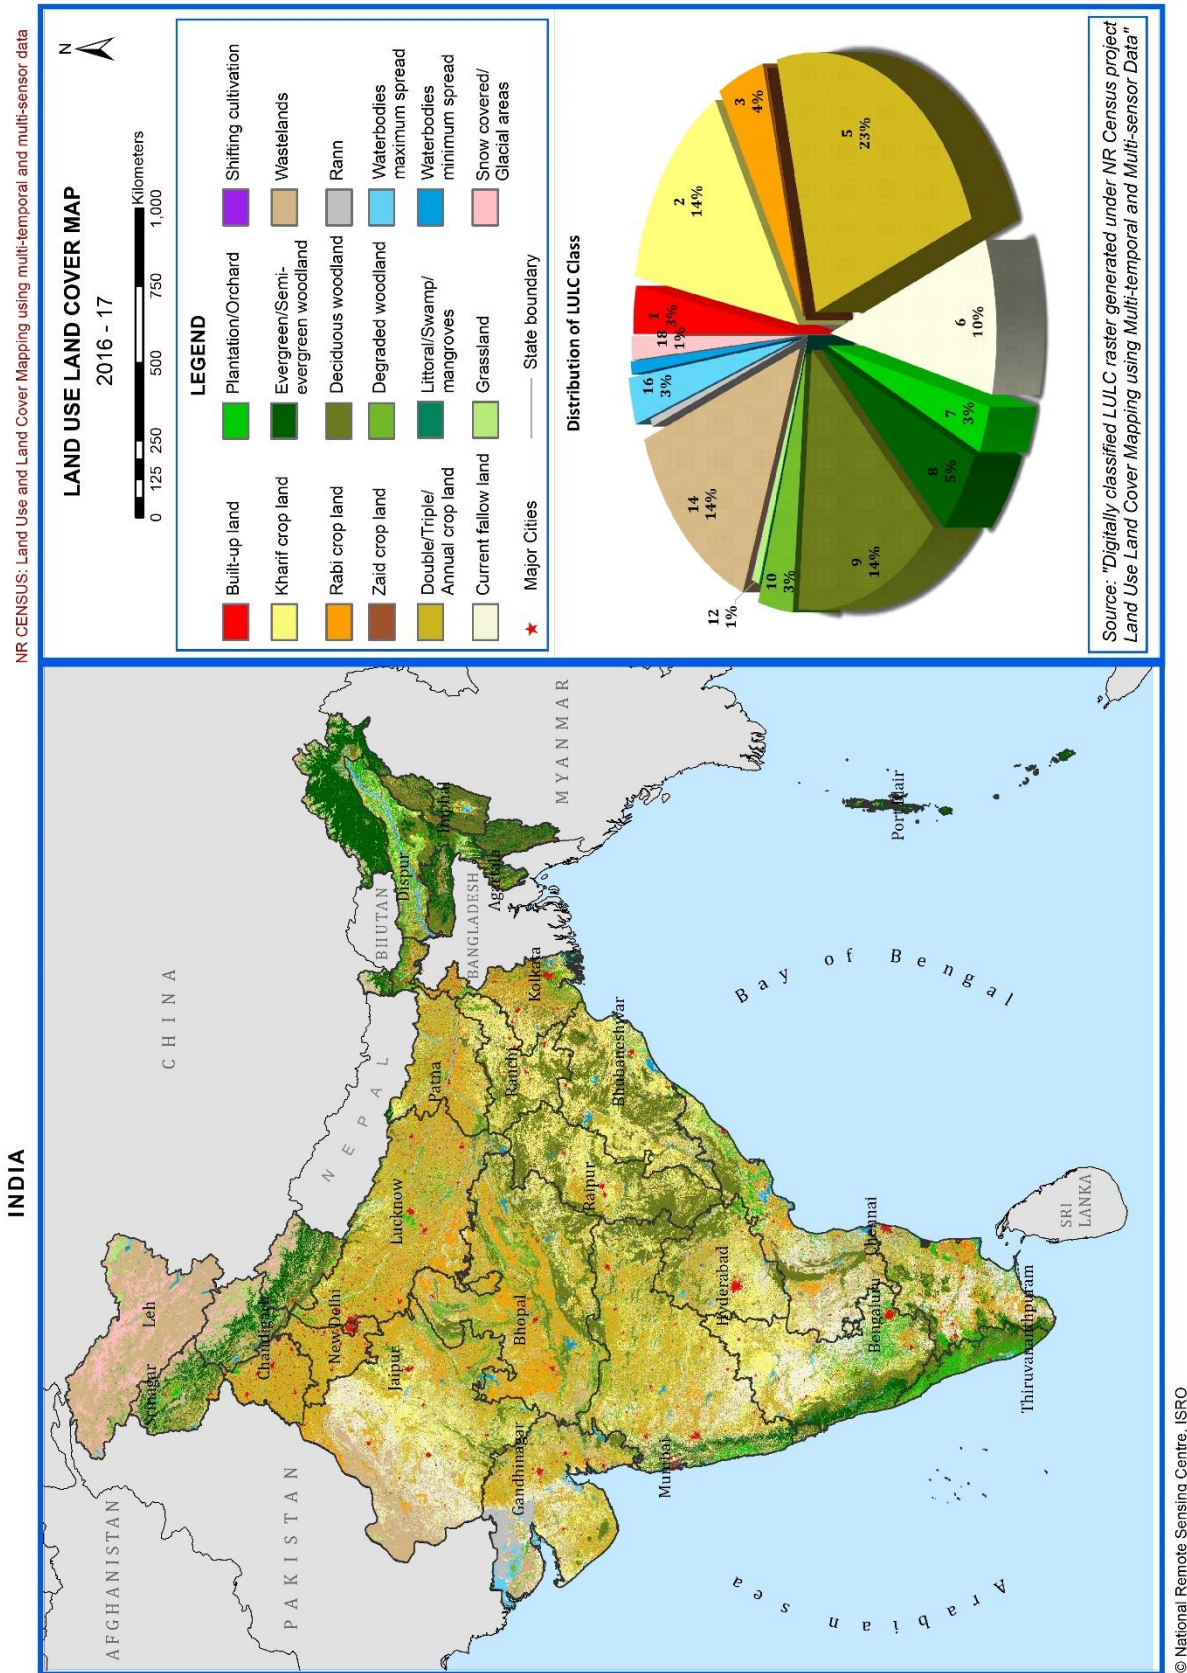 INDIA
NR CENSUS: Land Use and Land Cover Mapping using multi-temporal and multi-sensor data
AFGHANISTAN
PAKISTAN
CHINA
NEPAL
BHUTAN
BANGLADESH
MYANMAR
SRI
LANKA
Arabian sea
Bay of Bengal
Leh
Srinagar
Chandigarh
New Delhi
Jaipur
Lucknow
Patna
Dispur
Imphal
Agartala
Gandhinagar
Bhopal
Ranchi
Kolkata
Raipur
Bhubaneshwar
Mumbai
Hyderabad
Bengaluru
Chennai
Thiruvananthpuram
Port Blair
LAND USE LAND COVER MAP
2016 - 17
N
0 125 250 500 750 1,000
Kilometers
LEGEND
Built-up land
Kharif crop land
Rabi crop land
Zaid crop land
Double/Triple/
Annual crop land
Current fallow land
Major Cities
Plantation/Orchard
Evergreen/Semi-
evergreen woodland
Deciduous woodland
Degraded woodland
Littoral/Swamp/
mangroves
Grassland
State boundary
Shifting cultivation
Wastelands
Rann
Waterbodies
maximum spread
Waterbodies
minimum spread
Snow covered/
Glacial areas
Distribution of LULC Class
1
3%
2
14%
3
4%
5
23%
6
10%
7
3%
8
5%
9
14%
10
3%
12
1%
14
14%
16
3%
18
1%
Source: "Digitally classified LULC raster generated under NR Census project
Land Use Land Cover Mapping using Multi-temporal and Multi-sensor Data"
© National Remote Sensing Centre, ISRO